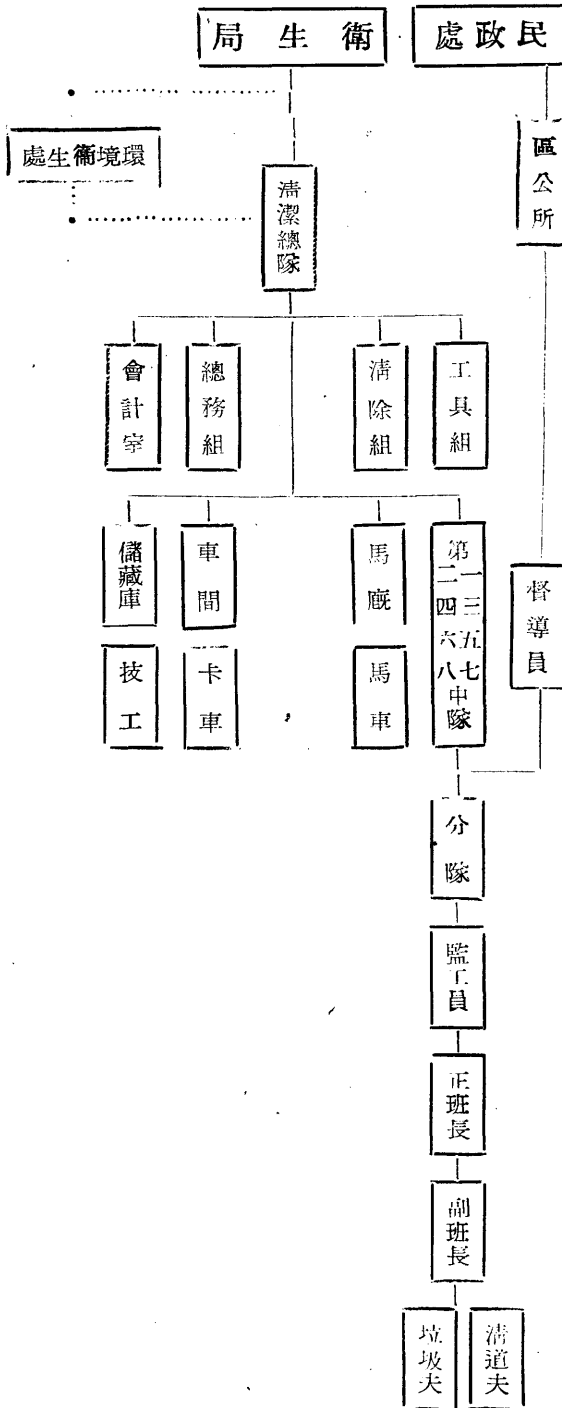 民政處
衛生局
區公所
環境衛生處
清潔總隊
工具組
清除組
總務組
會計室
第一二三四五六七八中隊
馬廐
車間
儲藏庫
馬車
卡車
技工
督導員
分隊
監工員
正班長
副班長
清道夫
垃圾夫